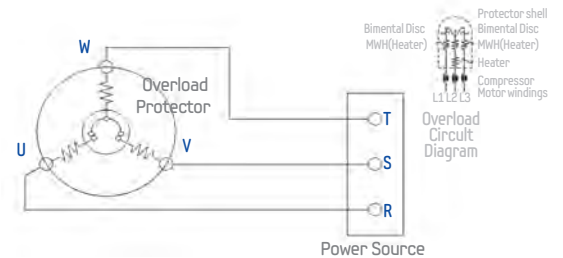 W
Overload
Protector
U
V
T
S
R
Power Source
Protector shell
Bimental Disc
Bimental Disc
MWH(Heater)
MWH(Heater)
Heater
Compressor
Motor windings
L1 L2 L3
Overload
Circuit
Diagram